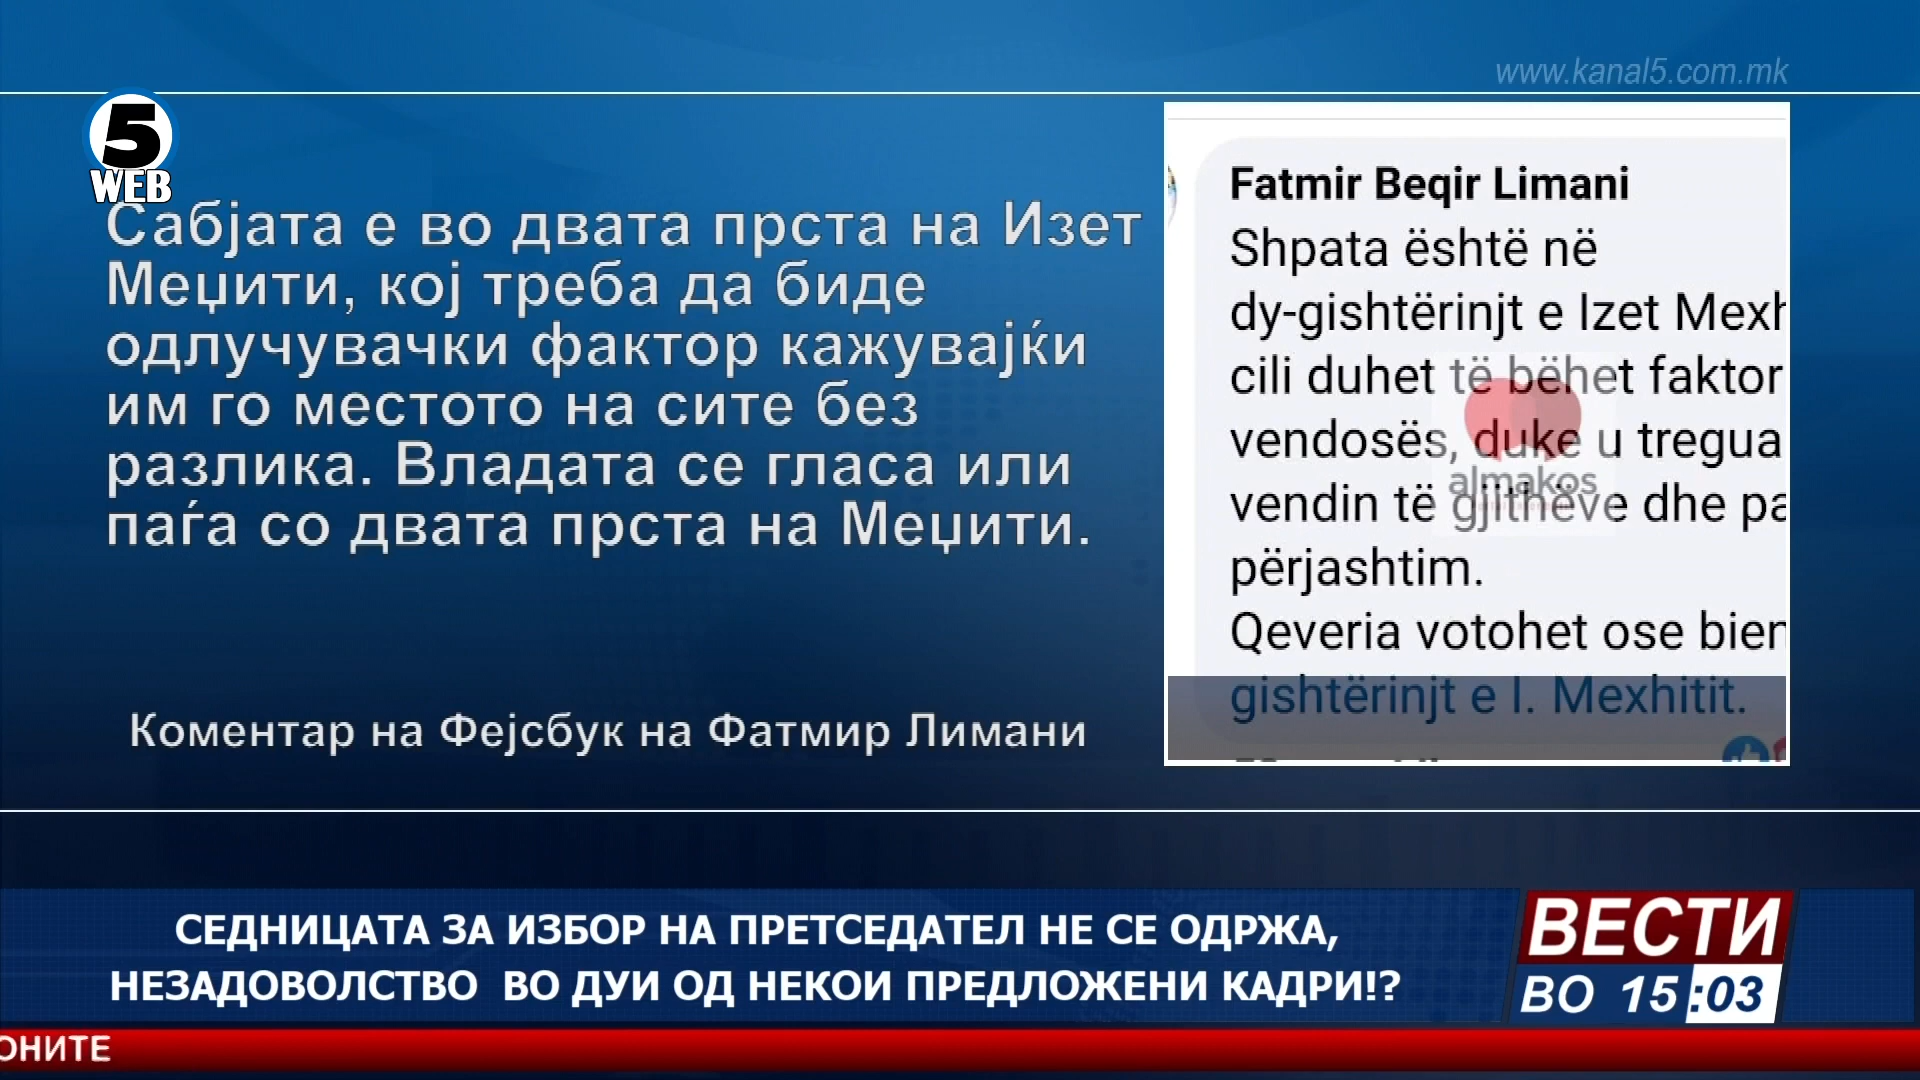 www.kanal5.com.mk
5
WEB
Сабјата е во двата прста на Изет
Меџити, кој треба да биде
одлучувачки фактор кажувајќи
им го местото на сите без
разлика. Владата се гласа или
паѓа со двата прста на Меџити.
Коментар на Фејсбук на Фатмир Лимани
Fatmir Beqir Limani
Shpata është në
dy-gishtërinjt e Izet Mexh
cili duhet të bëhet faktor
vendosës, duke u tregua
vendin të gjithëve dhe pa
përjashtim.
Qeveria votohet ose bien
gishtërinjt e I. Mexhitit.
almakos
СЕДНИЦАТА ЗА ИЗБОР НА ПРЕТСЕДАТЕЛ НЕ СЕ ОДРЖА,
НЕЗАДОВОЛСТВО ВО ДУИ ОД НЕКОИ ПРЕДЛОЖЕНИ КАДРИ!?
ВЕСТИ
ВО 15:03
ОНИТЕ